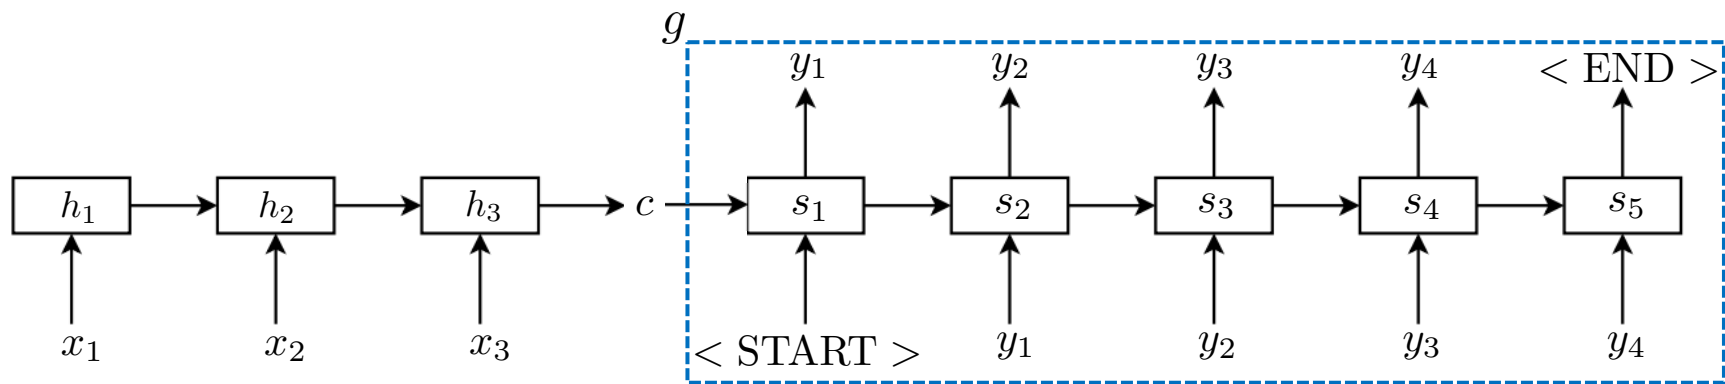 g
y₁ y₂ y₃ y₄ < END >
h₁ h₂ h₃ c s₁ s₂ s₃ s₄ s₅
x₁ x₂ x₃ < START > y₁ y₂ y₃ y₄